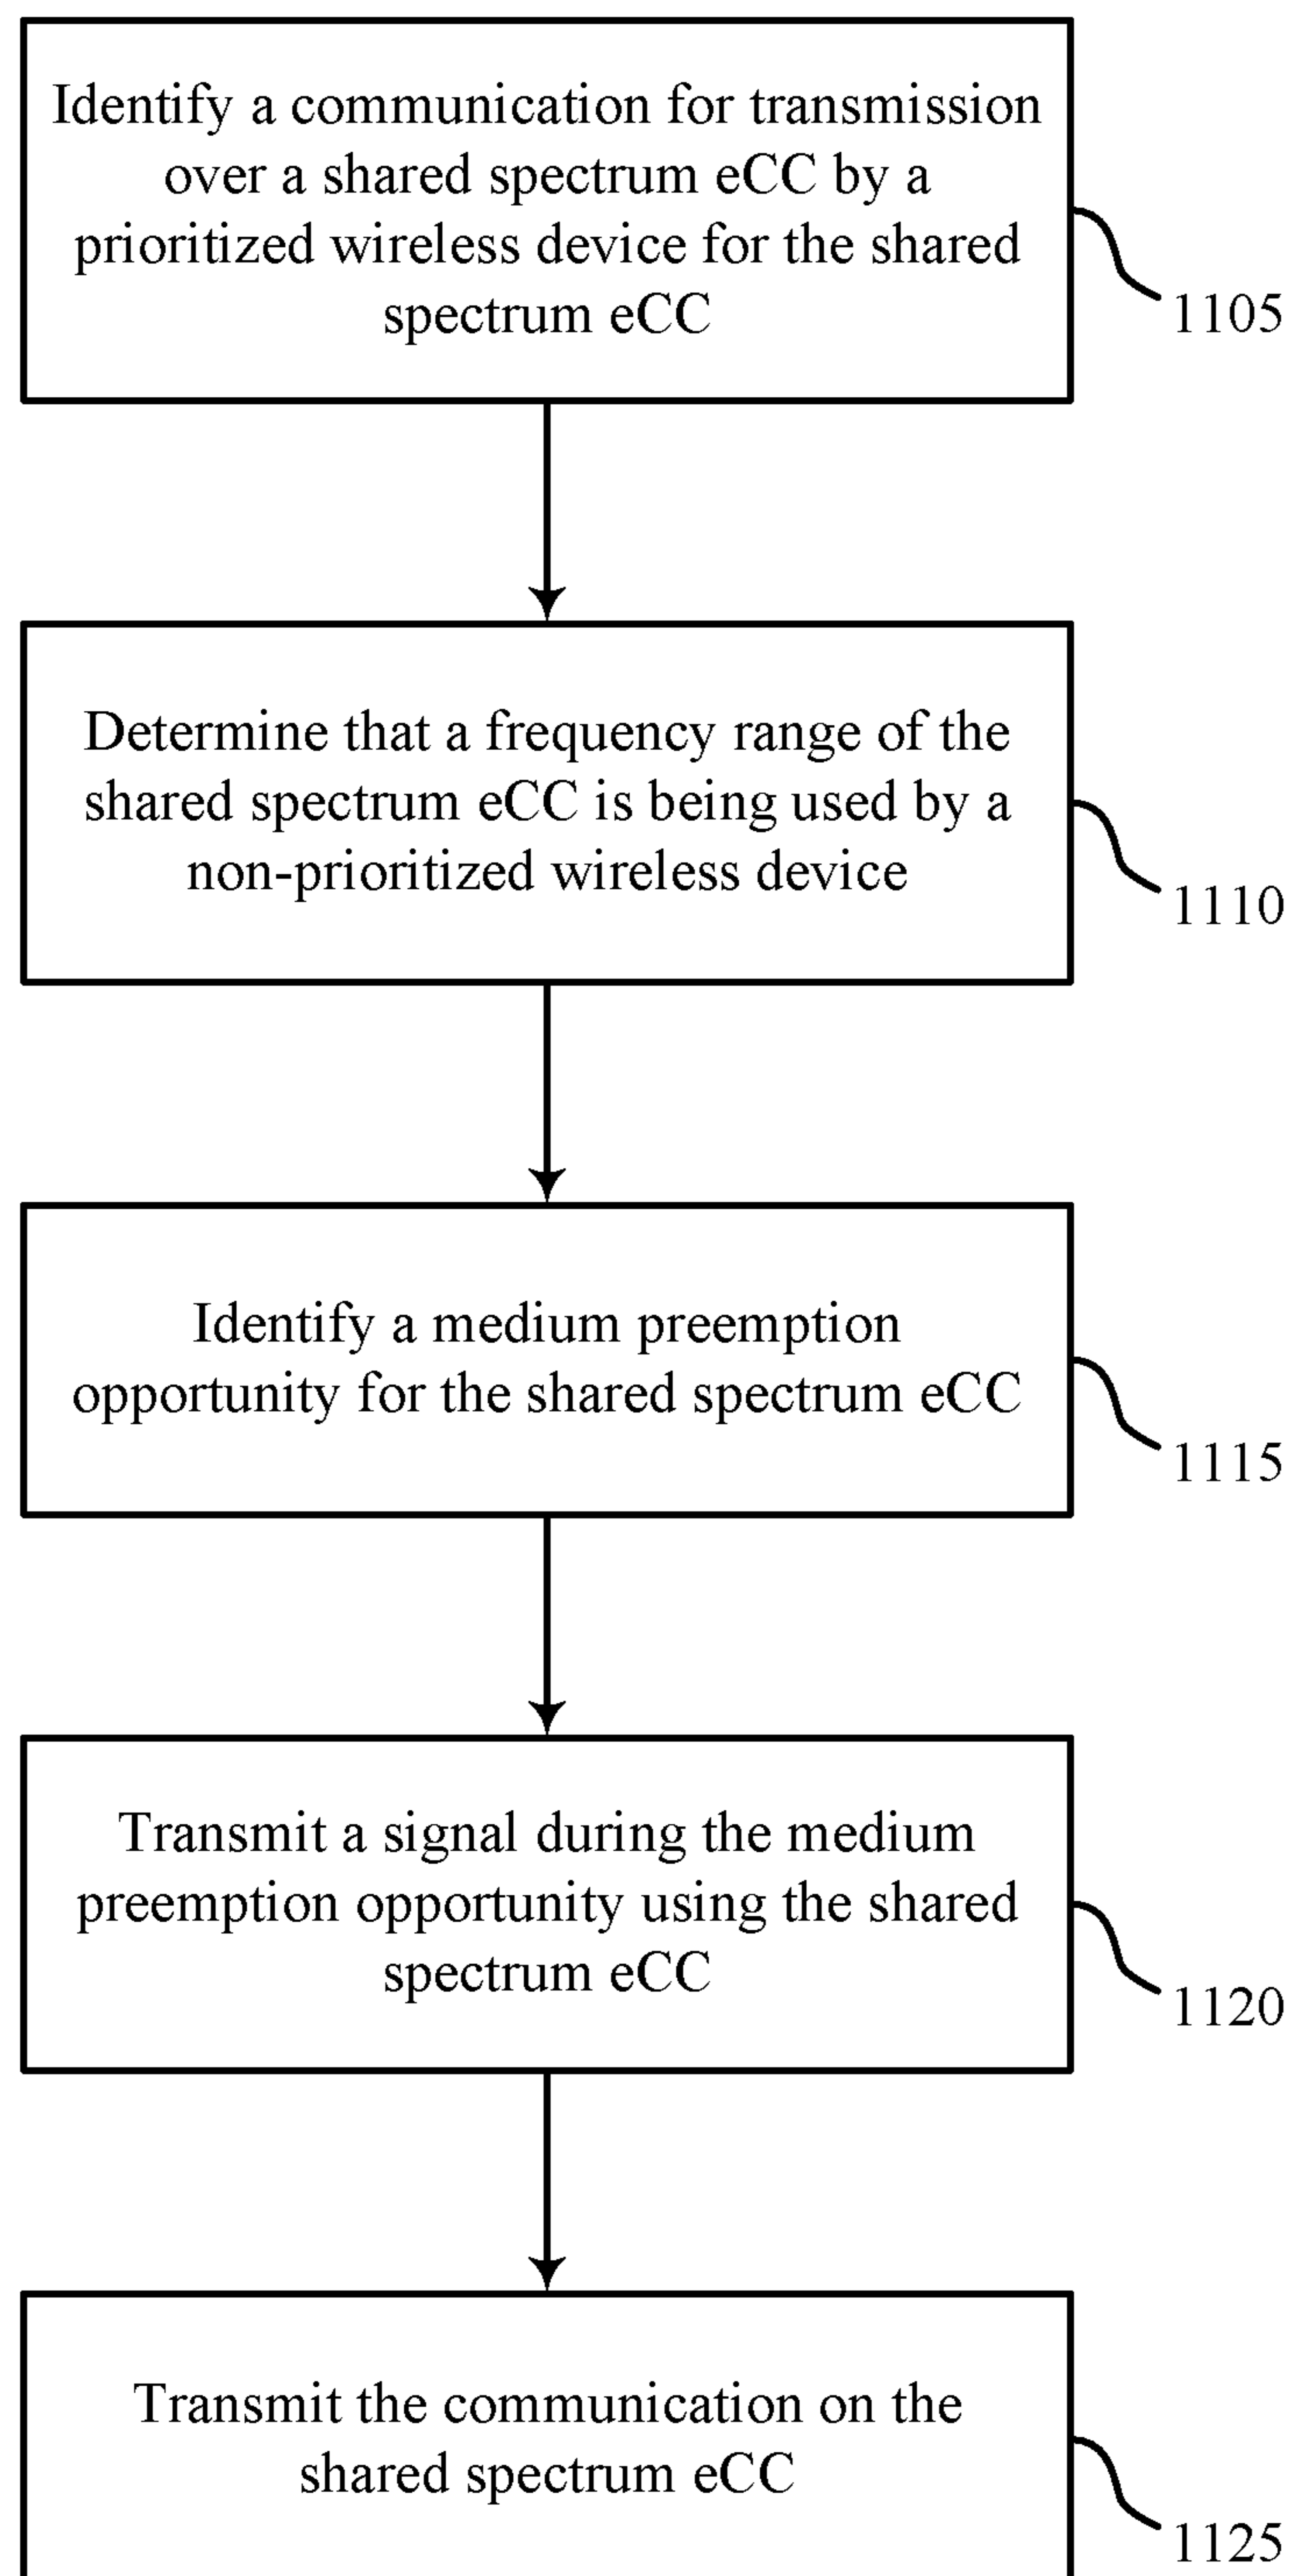 Identify a communication for transmission
over a shared spectrum eCC by a
prioritized wireless device for the shared
spectrum eCC
1105
Determine that a frequency range of the
shared spectrum eCC is being used by a
non-prioritized wireless device
1110
Identify a medium preemption
opportunity for the shared spectrum eCC
1115
Transmit a signal during the medium
preemption opportunity using the shared
spectrum eCC
1120
Transmit the communication on the
shared spectrum eCC
1125